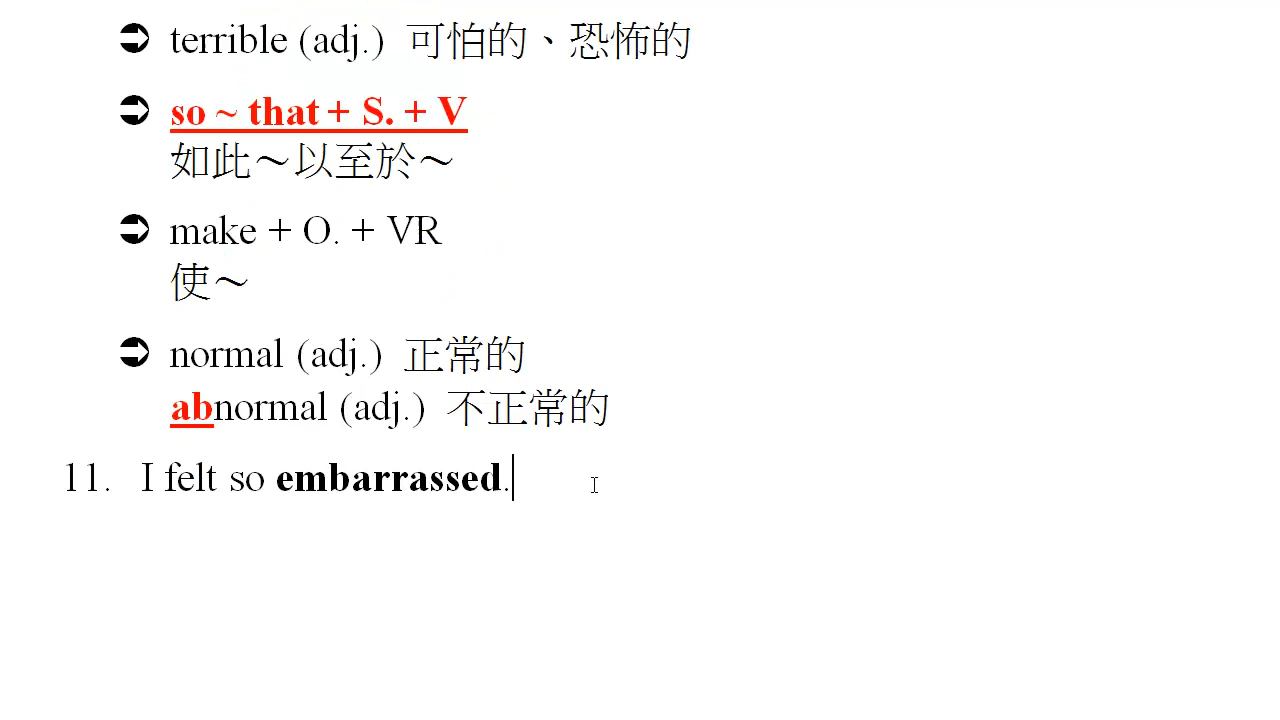 ➲ terrible (adj.) 可怕的、恐怖的
➲ so ~ that + S. + V
如此～以至於～
➲ make + O. + VR
使～
➲ normal (adj.) 正常的
abnormal (adj.) 不正常的
11. I felt so embarrassed.